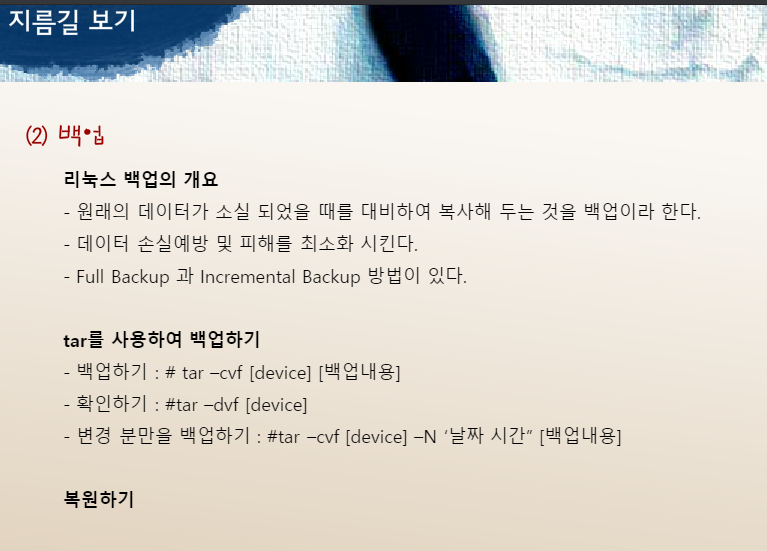 지름길 보기
(2) 백업
리눅스 백업의 개요
- 원래의 데이터가 소실 되었을 때를 대비하여 복사해 두는 것을 백업이라 한다.
- 데이터 손실예방 및 피해를 최소화 시킨다.
- Full Backup 과 Incremental Backup 방법이 있다.
tar를 사용하여 백업하기
- 백업하기 : # tar –cvf [device] [백업내용]
- 확인하기 : #tar –dvf [device]
- 변경 분만을 백업하기 : #tar –cvf [device] –N ‘날짜 시간” [백업내용]
복원하기